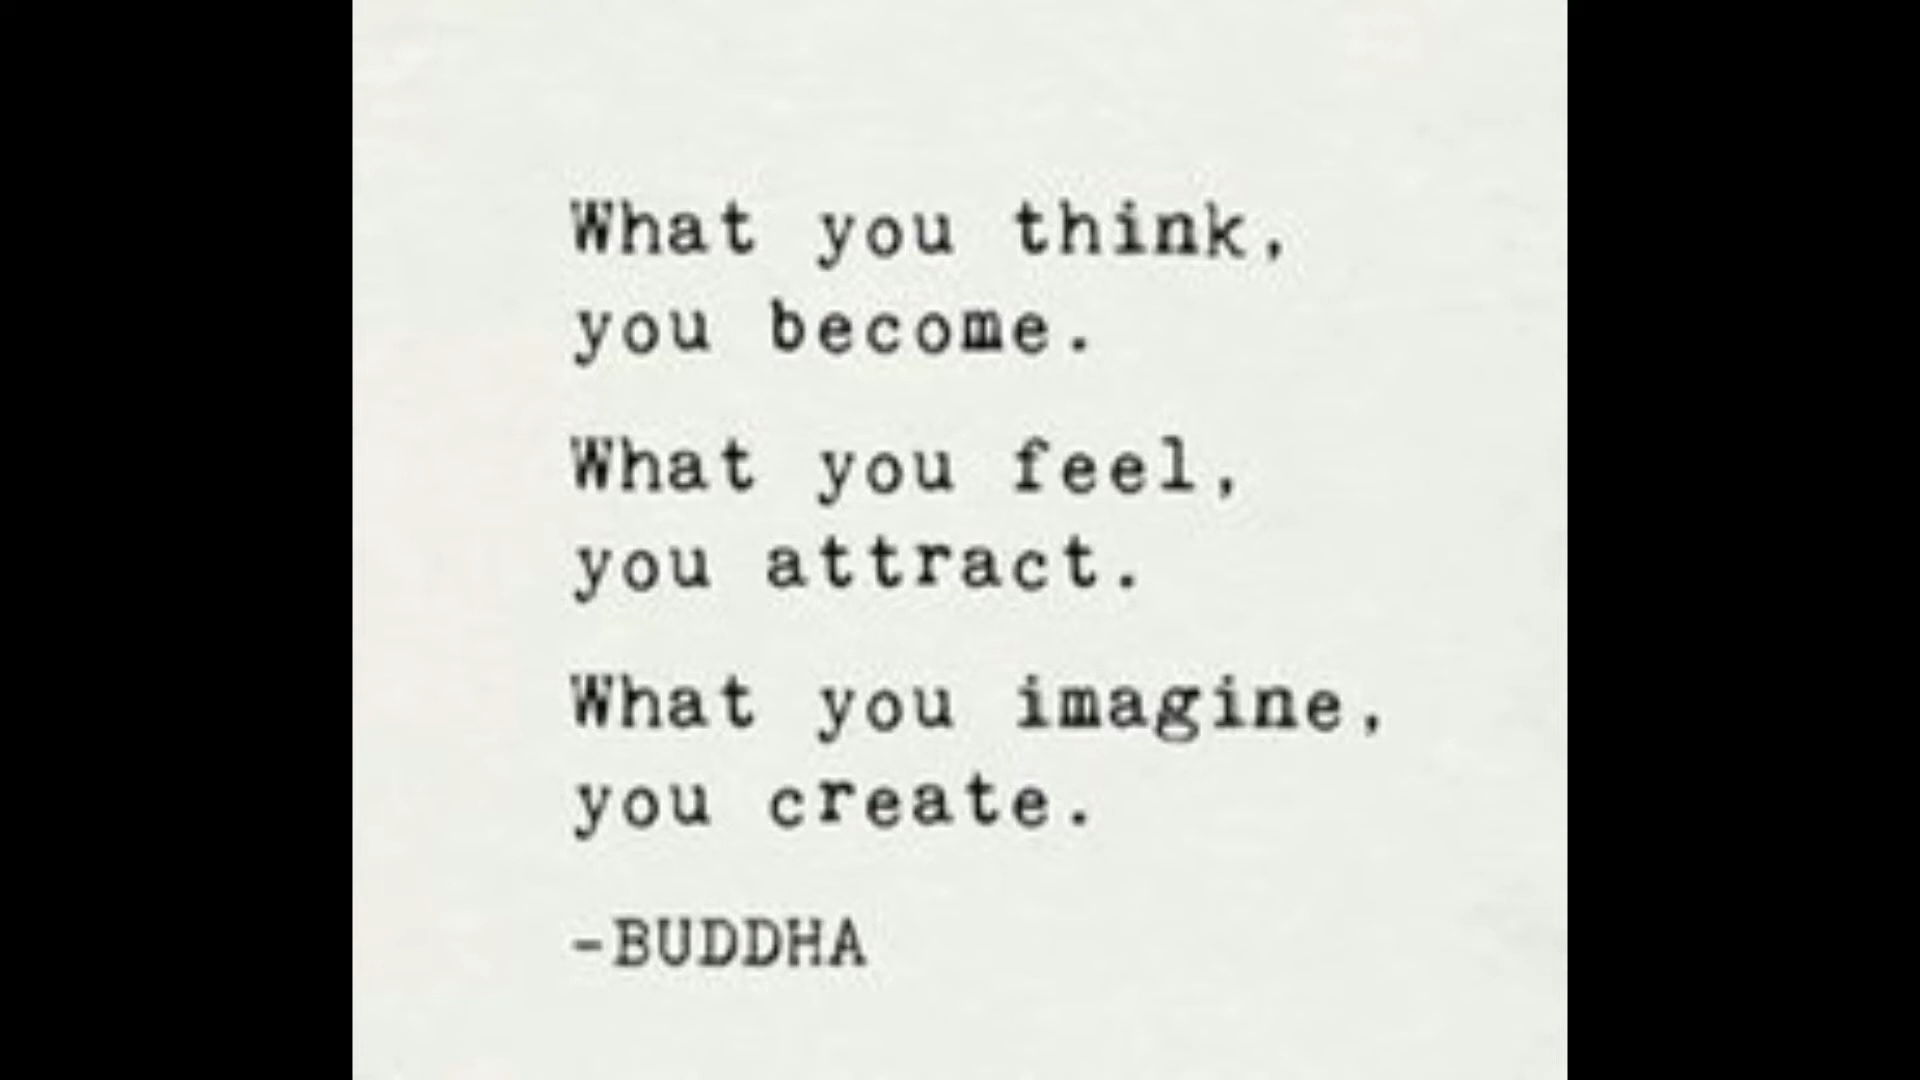 What you think,
you become.
What you feel,
you attract.
What you imagine,
you create.
-BUDDHA